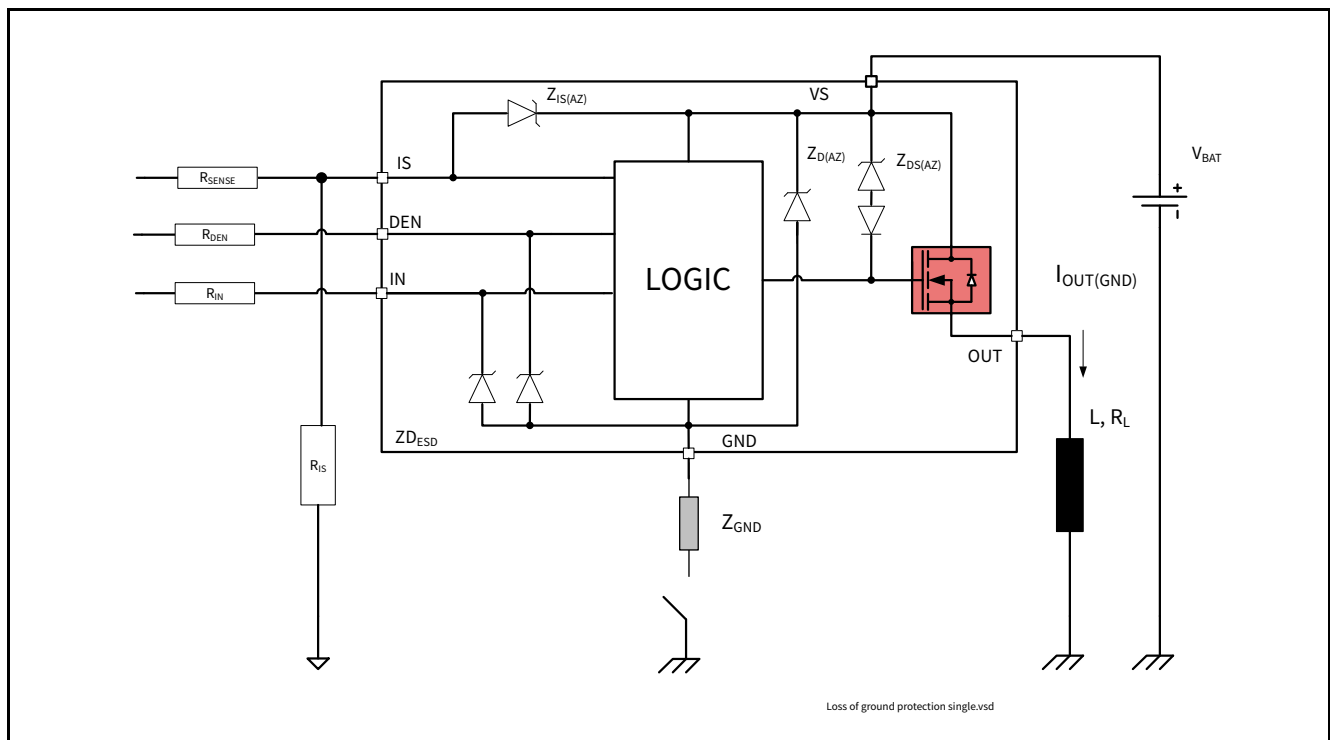 Z_IS(AZ)
VS
IS
R_SENSE
Z_D(AZ)
Z_DS(AZ)
V_BAT
+
DEN
R_DEN
LOGIC
IN
R_IN
I_OUT(GND)
OUT
L, R_L
ZD_ESD
GND
R_IS
Z_GND
Loss of ground protection single.vsd